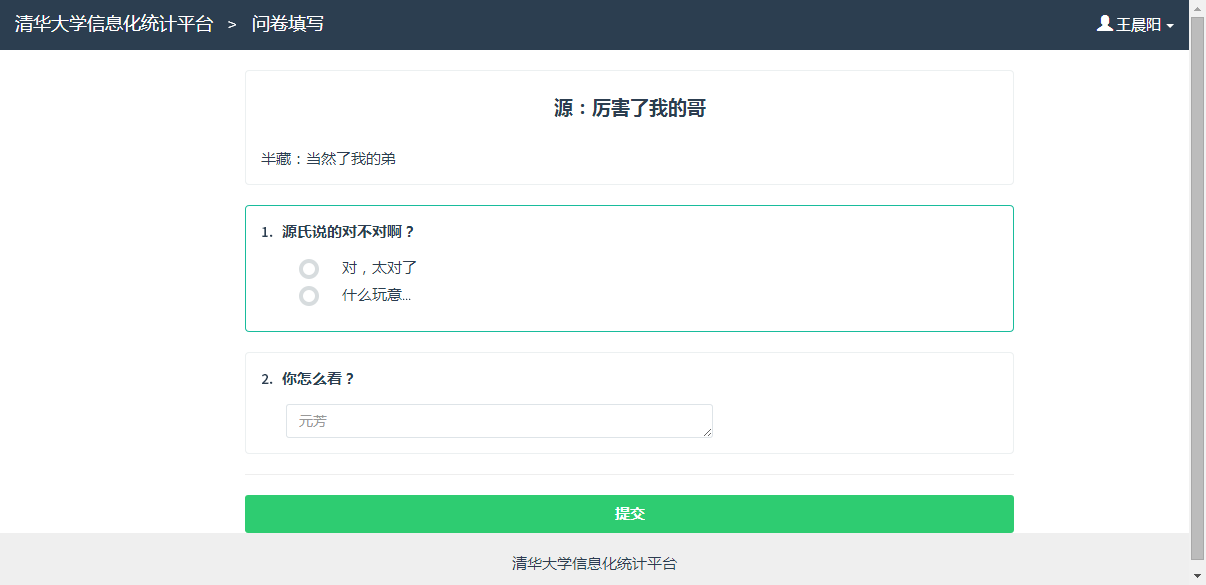 清华大学信息化统计平台 > 问卷填写
王晨阳
源：厉害了我的哥
半藏：当然了我的弟
1. 源氏说的对不对啊？
对，太对了
什么玩意...
2. 你怎么看？
元芳
提交
清华大学信息化统计平台